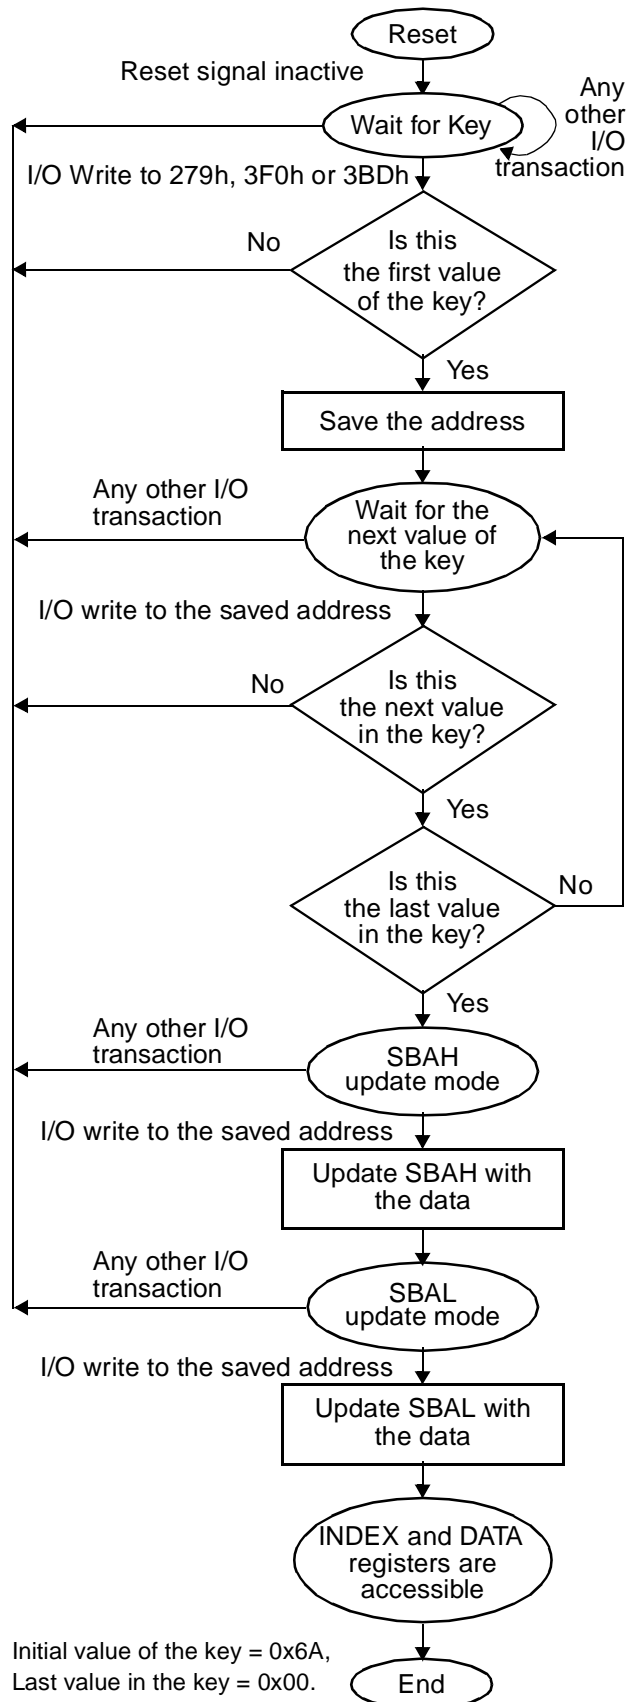 Reset
Reset signal inactive
Any
other
I/O
transaction
Wait for Key
I/O Write to 279h, 3F0h or 3BDh
No
Is this
the first value
of the key?
Yes
Save the address
Any other I/O
transaction
Wait for the
next value of
the key
I/O write to the saved address
No
Is this
the next value
in the key?
Yes
Is this
the last value
in the key?
No
Yes
Any other I/O
transaction
SBAH
update mode
I/O write to the saved address
Update SBAH with
the data
Any other I/O
transaction
SBAL
update mode
I/O write to the saved address
Update SBAL with
the data
INDEX and DATA
registers are
accessible
Initial value of the key = 0x6A,
Last value in the key = 0x00.
End